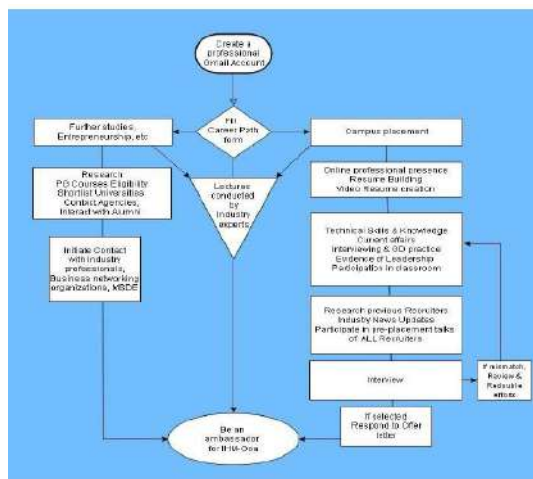 Create a
professional
Gmail Account
Fill
Career Path
form
Further studies,
Entrepreneurship, etc
Campus placement
Research
PG Courses Eligibility
Shortlist Universities
Contact Agencies,
Interact with Alumni
Lectures
conducted
by
Industry
experts
Online professional presence
Resume Building
Video Resume creation
Initiate Contact
with Industry
professionals,
Business networking
organizations, MSDE
Technical Skills & Knowledge
Current affairs
Interviewing & GD practice
Evidence of Leadership
Participation in classroom
Research previous Recruiters
Industry News Updates
Participate in pre-placement talks
of ALL Recruiters
Interview
If mismatch,
Review &
Redouble
efforts
If selected
Respond to Offer
letter
Be an
ambassador
for IHM-Goa